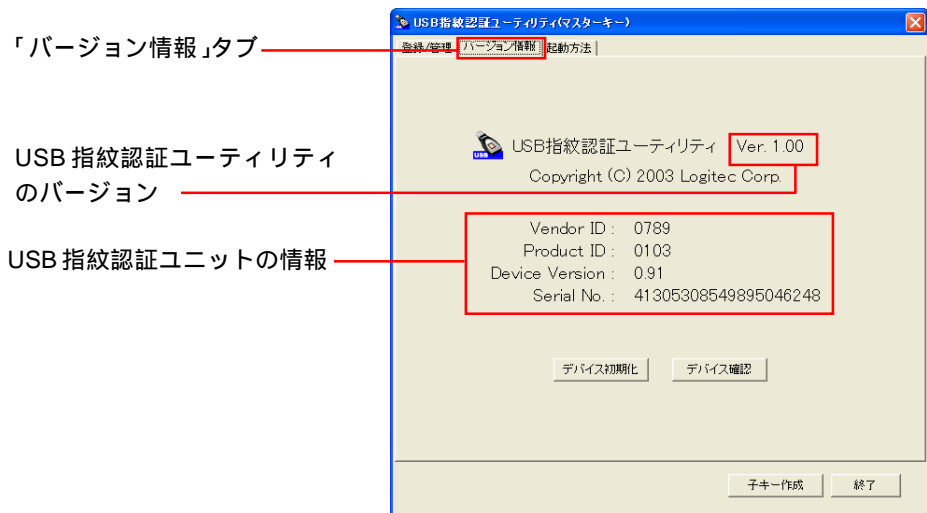 USB指紋認証ユーティリティ(マスターキー)
登録/管理 バージョン情報 起動方法
「バージョン情報」タブ
USB指紋認証ユーティリティ Ver. 1.00
Copyright (C) 2003 Logitec Corp.
USB 指紋認証ユーティリティ
のバージョン
USB 指紋認証ユニットの情報
Vendor ID : 0789
Product ID : 0103
Device Version : 0.91
Serial No. : 41305308549895046248
デバイス初期化 デバイス確認
子キー作成 終了